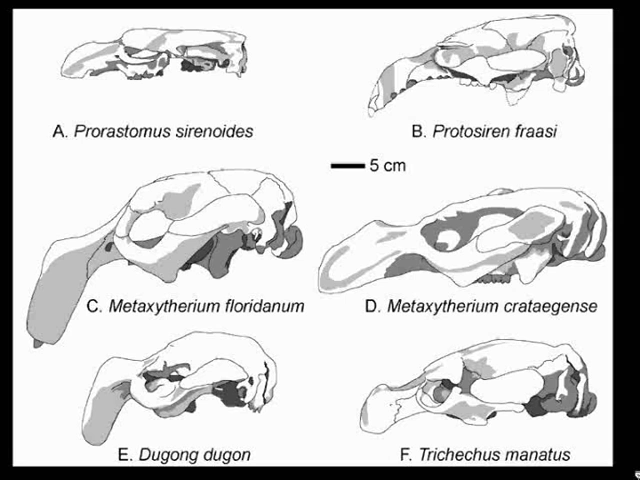 A. Prorastomus sirenoides
B. Protosiren fraasi
5 cm
C. Metaxytherium floridanum
D. Metaxytherium crataegense
E. Dugong dugon
F. Trichechus manatus